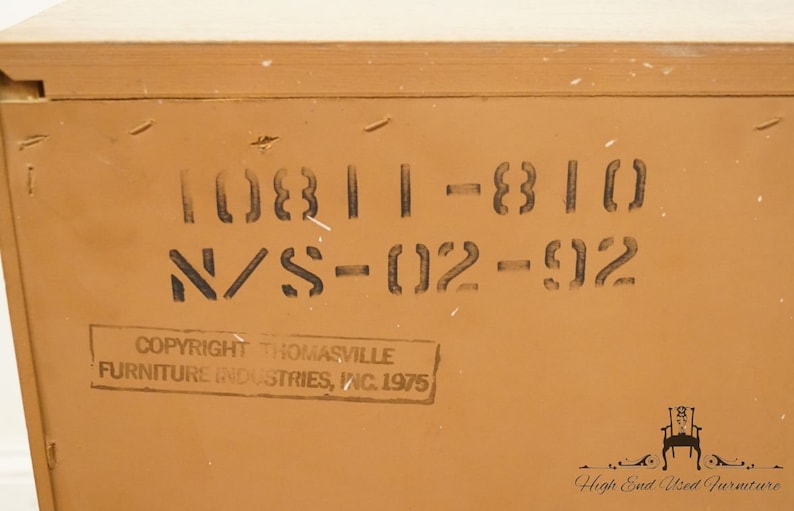 10811-810
N/S-02-92
COPYRIGHT THOMASVILLE
FURNITURE INDUSTRIES, INC. 1975
High End Used Furniture